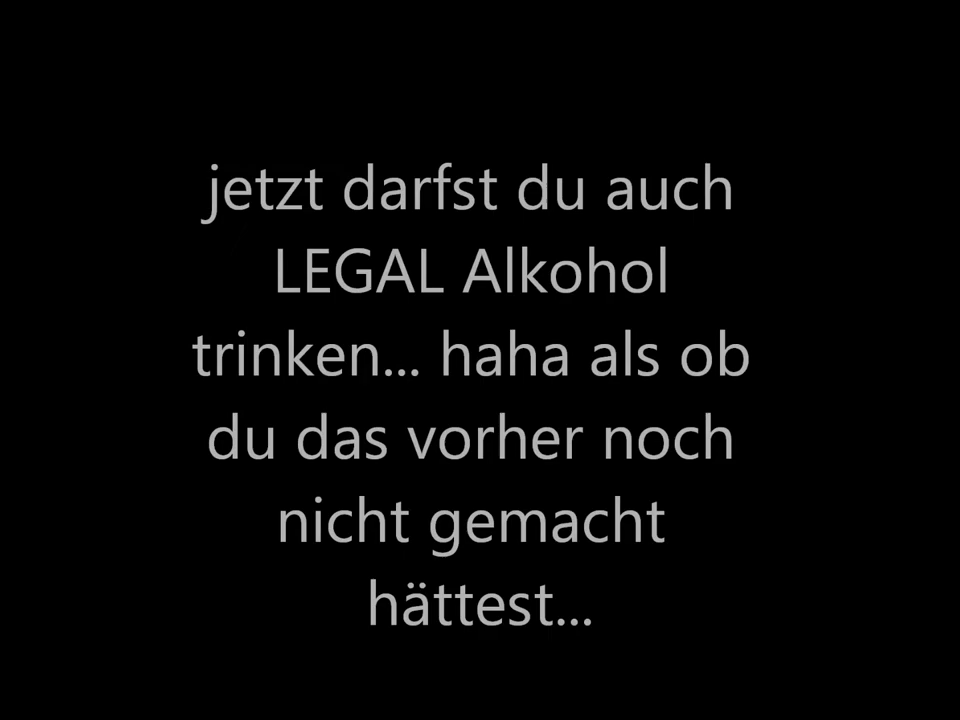 jetzt darfst du auch
LEGAL Alkohol
trinken... haha als ob
du das vorher noch
nicht gemacht
hättest...